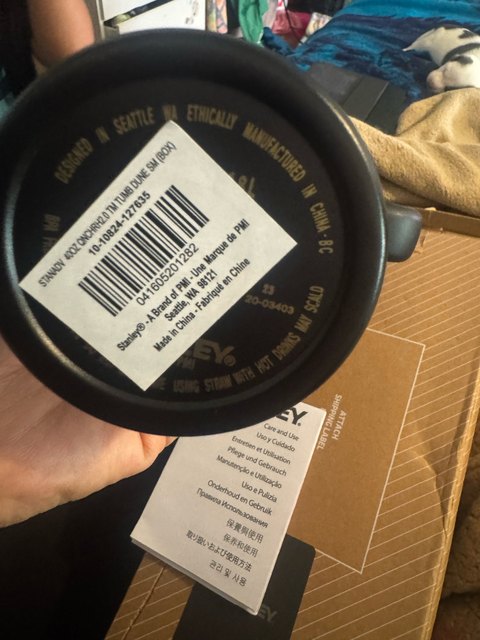 DESIGNED IN SEATTLE WA ETHICALLY MANUFACTURED IN CHINA · BC
STANADV 40OZ QNCHRH2.0 TM TUMB DUNE SM (BOX)
10-10824-127635
041605201282
Stanley® - A Brand of PMI - Une Marque de PMI
Seattle, WA 98121
Made in China - Fabriqué en Chine
13
20-03403
EY®
USING STRAW WITH HOT DRINKS MAY SCALD
EY.
Care and Use
Uso y Cuidado
Entretien et Utilisation
Pflege und Gebrauch
Manutenção e Utilização
Uso e Pulizia
Onderhoud en Gebruik
Правила Использования
保養與使用
保养和使用
取り扱いおよび使用方法
관리 및 사용
ATTACH
SHIPPING LABEL
EY